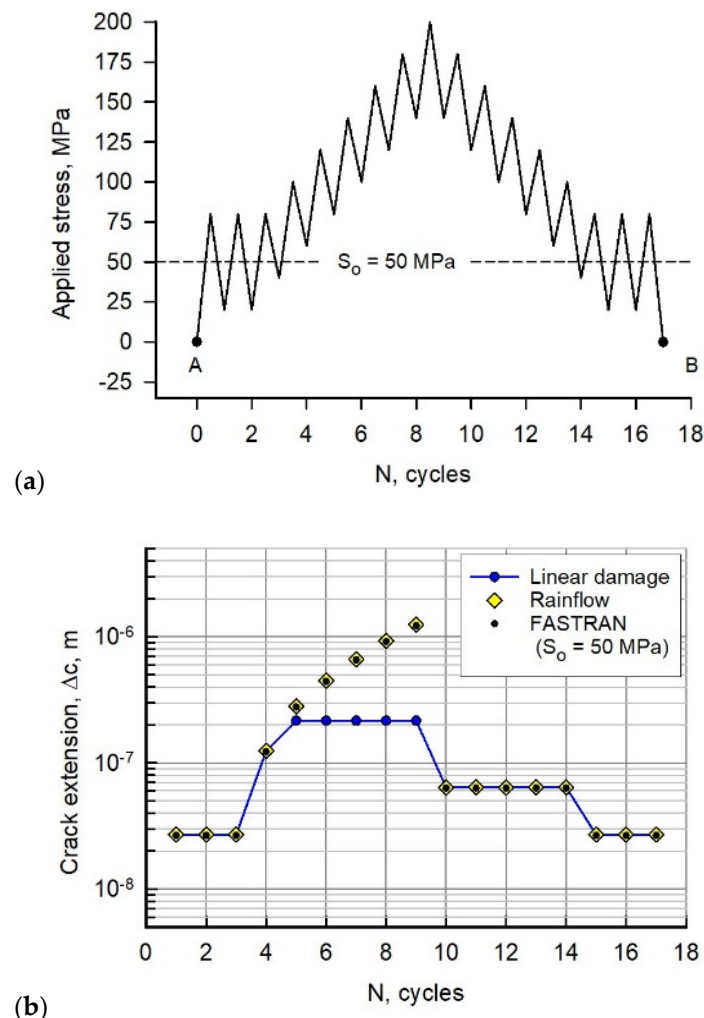 200
175
150
125
100
75
50
25
0
-25
Applied stress, MPa
So = 50 MPa
A
B
0 2 4 6 8 10 12 14 16 18
N, cycles
(a)
Linear damage
Rainflow
FASTRAN
(So = 50 MPa)
10-6
10-7
10-8
Crack extension, Δc, m
0 2 4 6 8 10 12 14 16 18
N, cycles
(b)